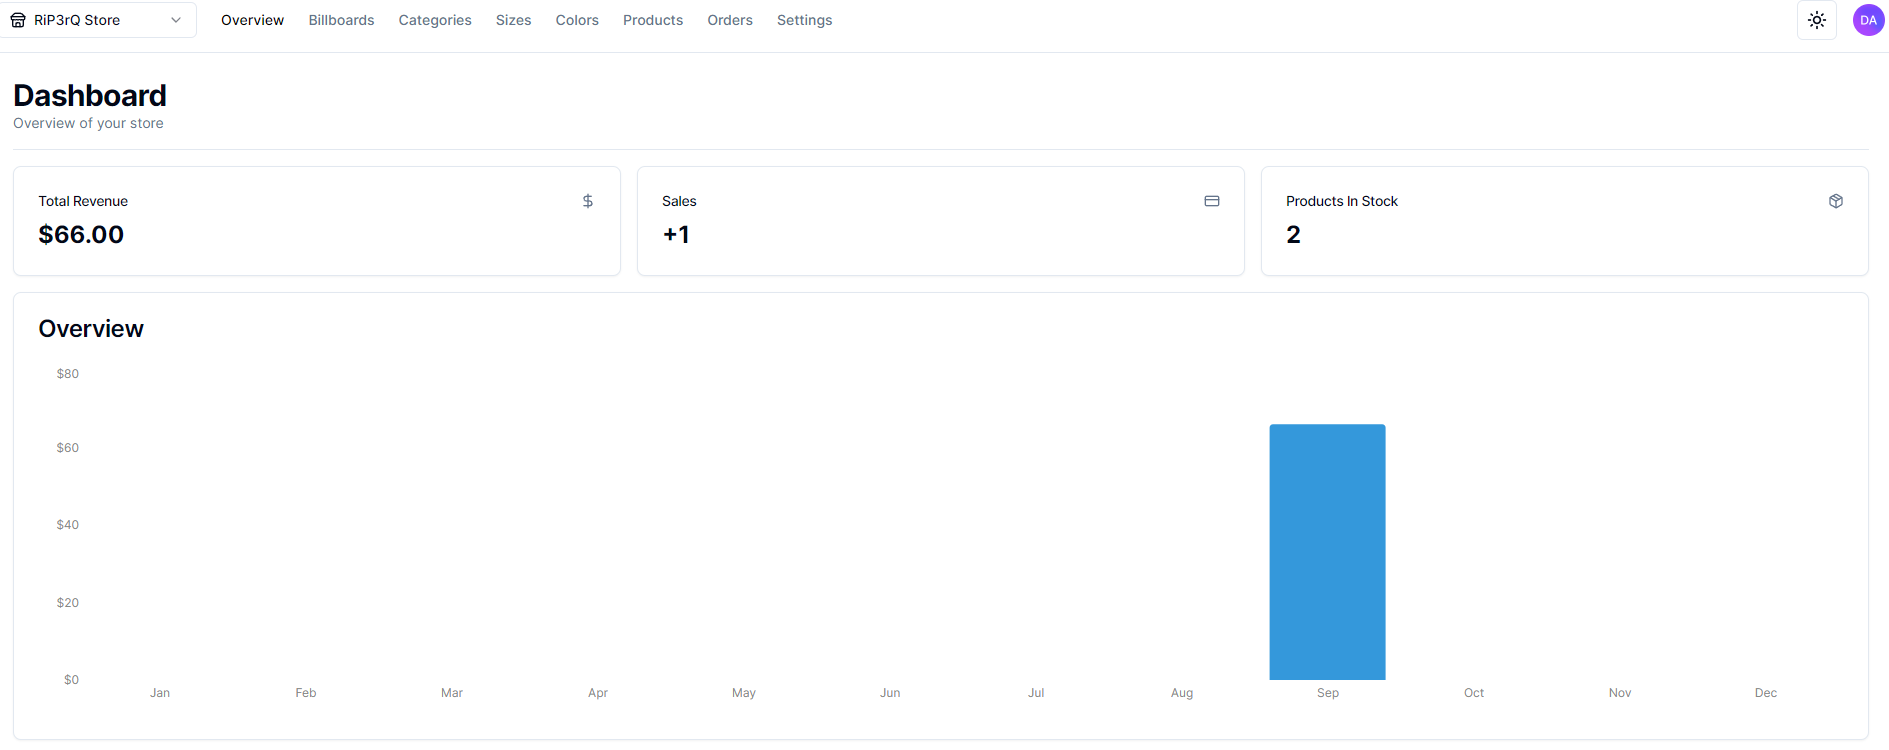 RiP3rQ Store Overview Billboards Categories Sizes Colors Products Orders Settings DA
Dashboard
Overview of your store
Total Revenue
$66.00
Sales
+1
Products In Stock
2
Overview
$80
$60
$40
$20
$0
Jan Feb Mar Apr May Jun Jul Aug Sep Oct Nov Dec